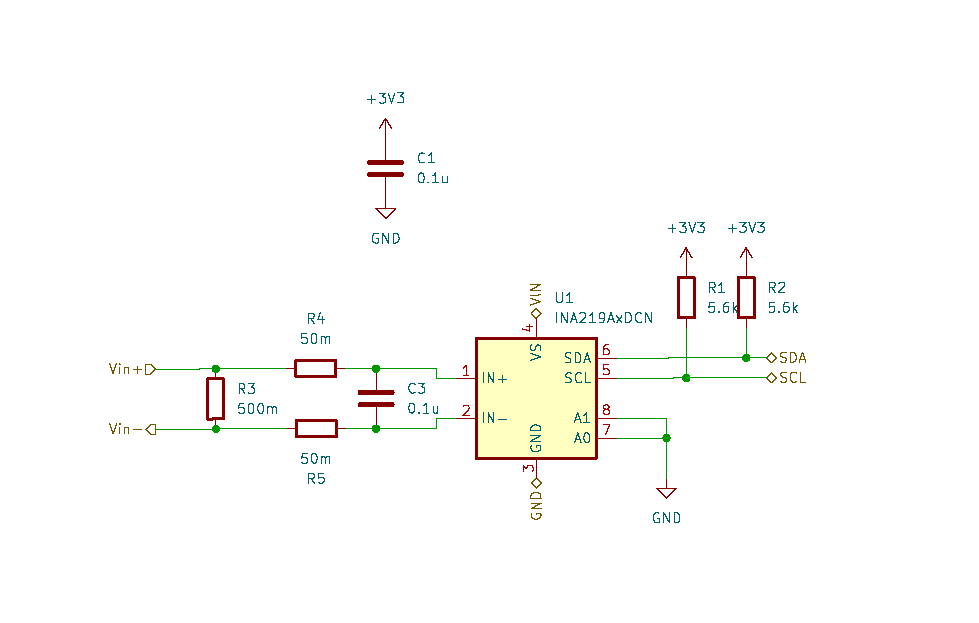 +3V3
C1
0.1u
GND
+3V3 +3V3
R1
5.6k
R2
5.6k
VIN
U1
INA219AxDCN
4
VS
R4
50m
Vin+
Vin-
R3
500m
C3
0.1u
50m
R5
1 IN+
2 IN-
SDA 6
SCL 5
A1 8
A0 7
GND
3
GND
SDA
SCL
GND